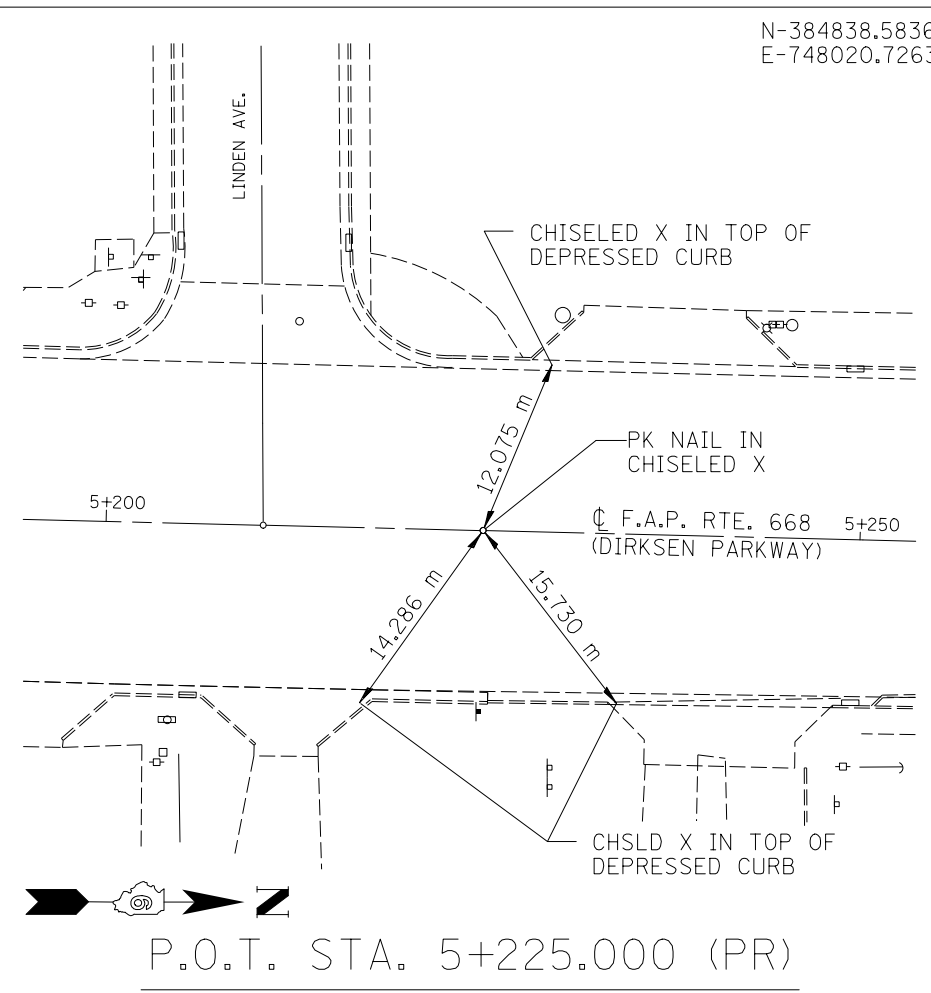 N-384838.5836
E-748020.7263
LINDEN AVE.
CHISELED X IN TOP OF
DEPRESSED CURB
12.075 m
PK NAIL IN
CHISELED X
5+200
℄ F.A.P. RTE. 668
5+250
(DIRKSEN PARKWAY)
14.286 m
15.730 m
CHSLD X IN TOP OF
DEPRESSED CURB
6
N
P.O.T. STA. 5+225.000 (PR)